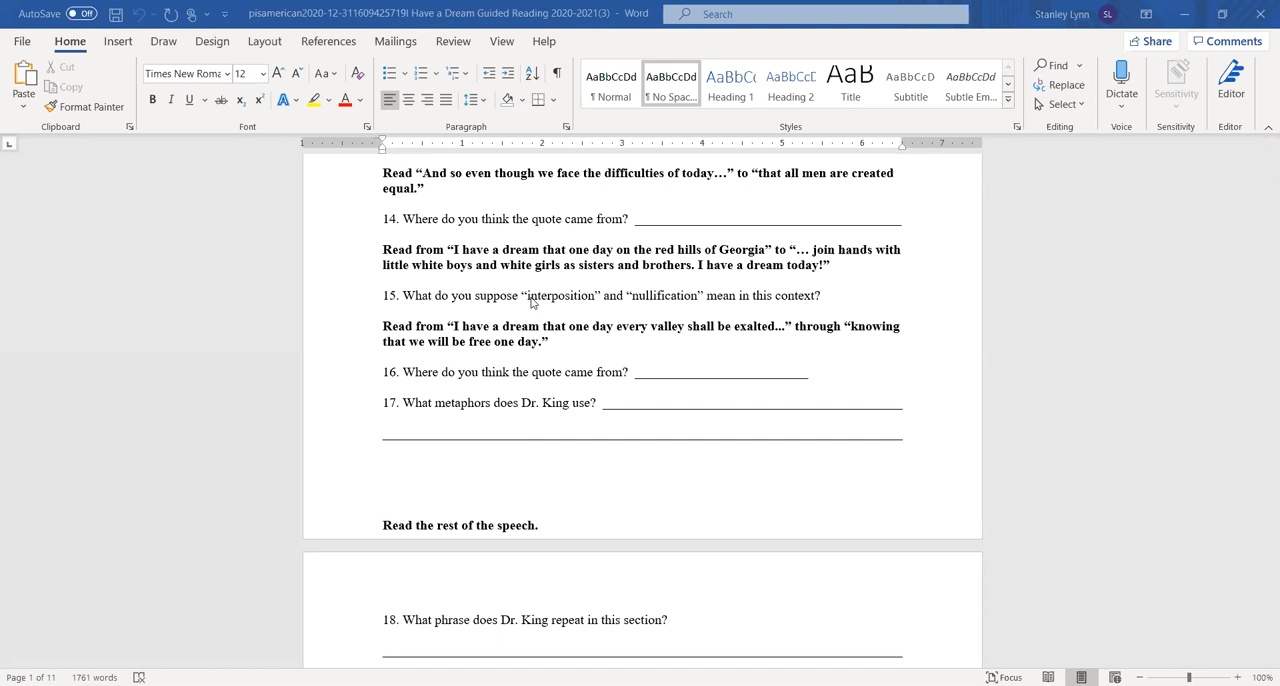 AutoSave Off pisamerican2020-12-311609425719I Have a Dream Guided Reading 2020-2021(3) - Word Search Stanley Lynn SL
File Home Insert Draw Design Layout References Mailings Review View Help Share Comments
Paste Cut Copy Format Painter
Times New Roma 12 Aa
AaBbCcDd AaBbCcDd AaBbCc AaBbCcD AaB AaBbCcD AaBbCcDd
¶ Normal ¶ No Spac... Heading 1 Heading 2 Title Subtitle Subtle Em...
Find Replace Select Dictate Sensitivity Editor
Clipboard Font Paragraph Styles Editing Voice Sensitivity Editor
1 1 2 3 4 5 6 7
Read “And so even though we face the difficulties of today…” to “that all men are created
equal.”
14. Where do you think the quote came from?
Read from “I have a dream that one day on the red hills of Georgia” to “… join hands with
little white boys and white girls as sisters and brothers. I have a dream today!”
15. What do you suppose “interposition” and “nullification” mean in this context?
Read from “I have a dream that one day every valley shall be exalted...” through “knowing
that we will be free one day.”
16. Where do you think the quote came from?
17. What metaphors does Dr. King use?
Read the rest of the speech.
18. What phrase does Dr. King repeat in this section?
Page 1 of 11 1761 words Focus 100%